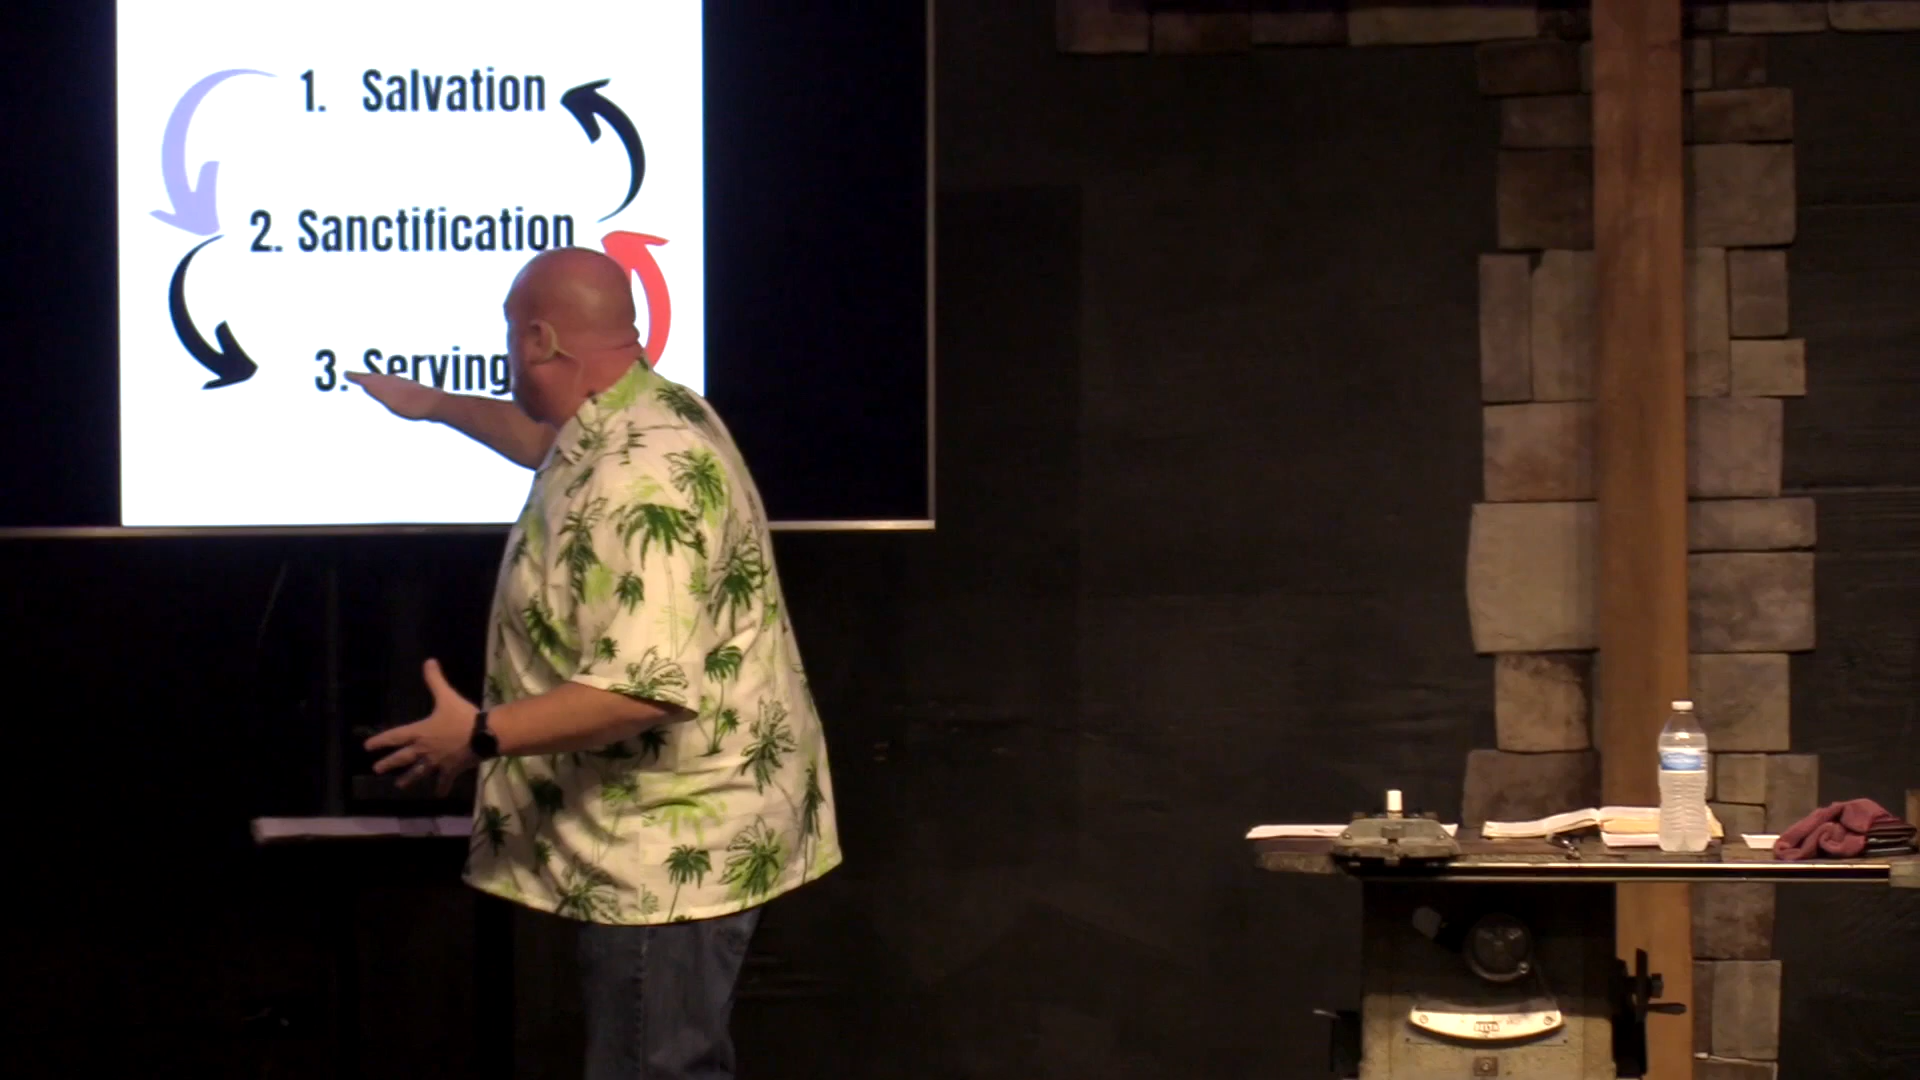 1. Salvation
2. Sanctification
3. Serving